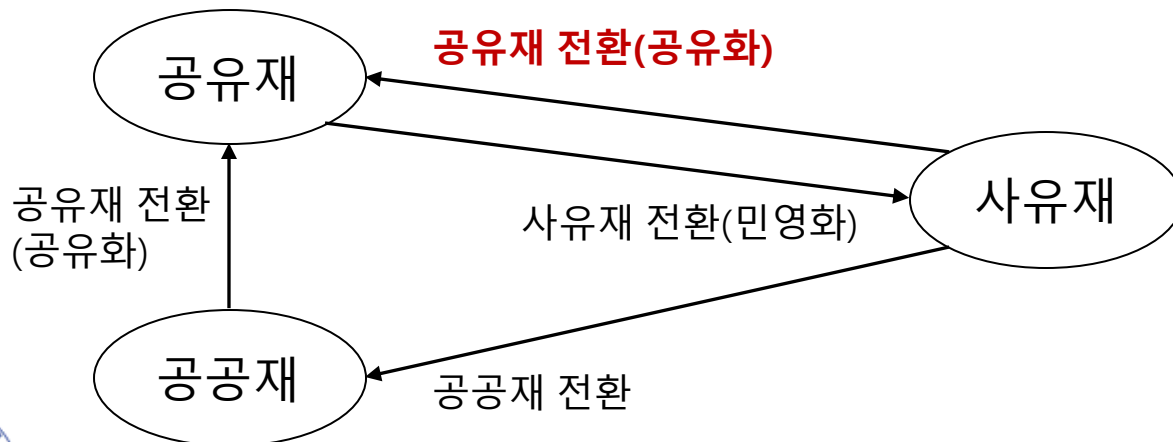 공유재 전환(공유화)
공유재
공유재 전환
(공유화)
사유재 전환(민영화)
사유재
공공재
공공재 전환